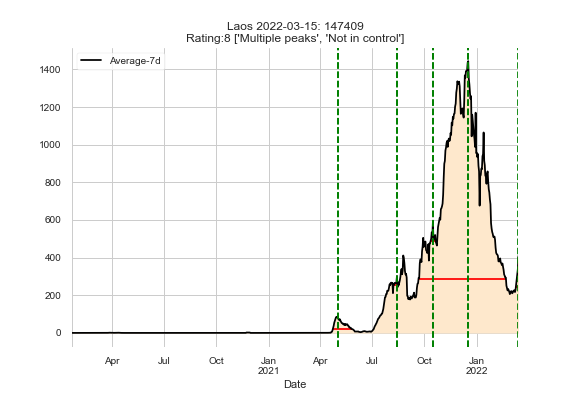 Laos 2022-03-15: 147409
Rating:8 ['Multiple peaks', 'Not in control']
Average-7d
1400
1200
1000
800
600
400
200
0
Apr Jul Oct Jan Apr Jul Oct Jan
2021 2022
Date